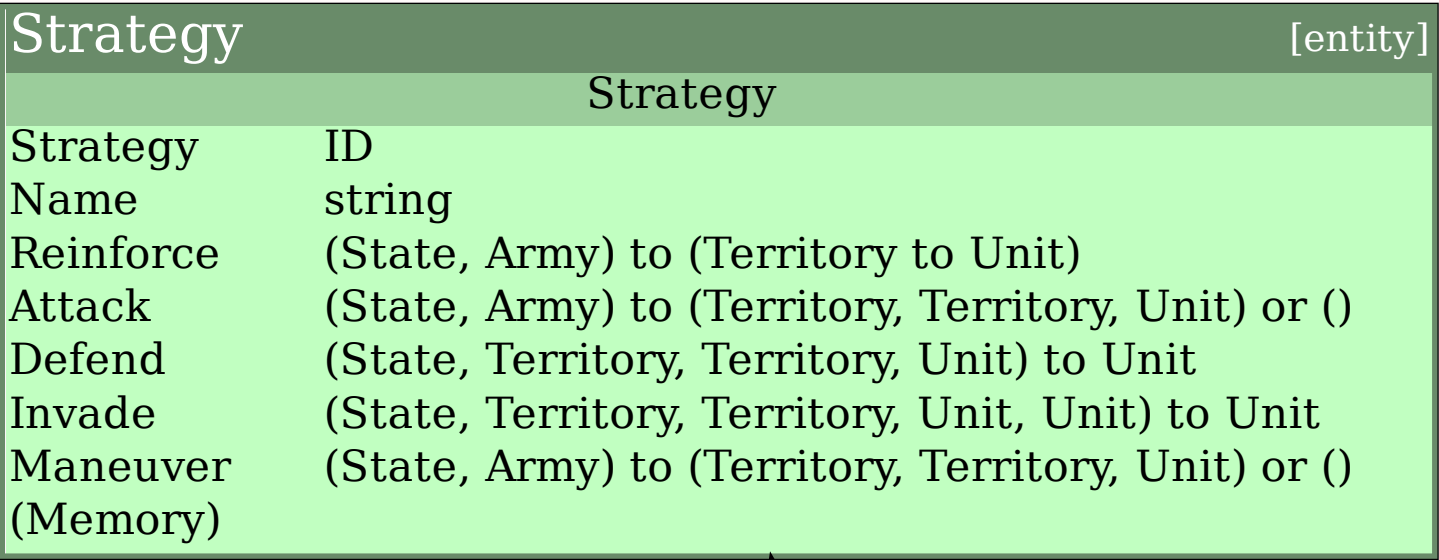 Strategy [entity]
Strategy
Strategy ID
Name string
Reinforce (State, Army) to (Territory to Unit)
Attack (State, Army) to (Territory, Territory, Unit) or ()
Defend (State, Territory, Territory, Unit) to Unit
Invade (State, Territory, Territory, Unit, Unit) to Unit
Maneuver (State, Army) to (Territory, Territory, Unit) or ()
(Memory)